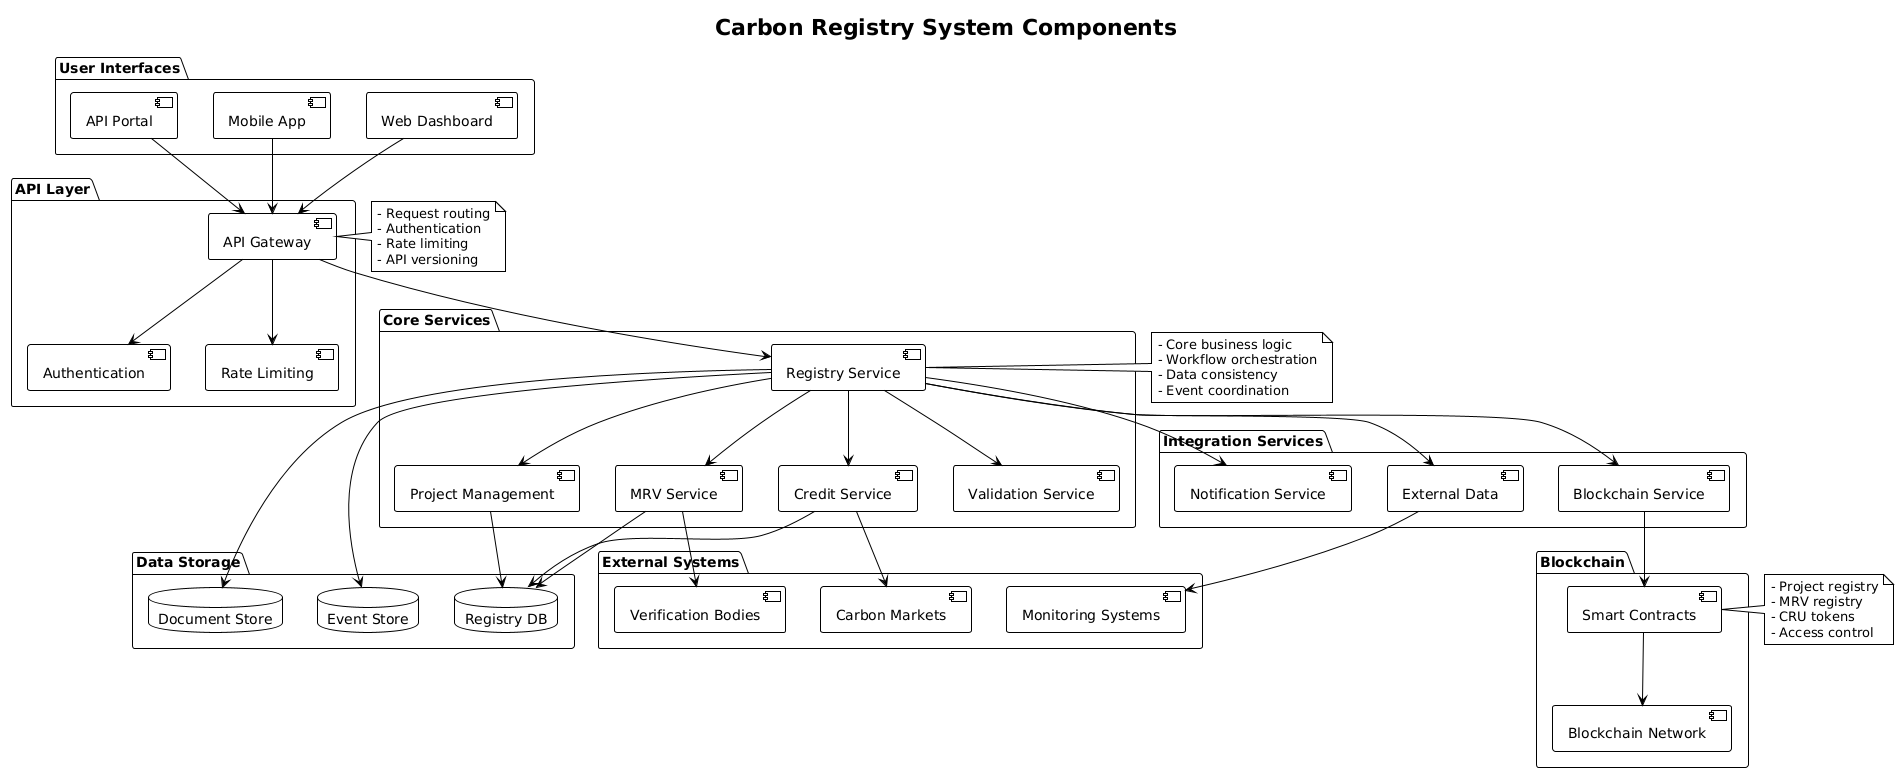 Carbon Registry System Components
User Interfaces
API Portal
Mobile App
Web Dashboard
API Layer
API Gateway
- Request routing
- Authentication
- Rate limiting
- API versioning
Authentication
Rate Limiting
Core Services
Registry Service
- Core business logic
- Workflow orchestration
- Data consistency
- Event coordination
Project Management
MRV Service
Credit Service
Validation Service
Integration Services
Notification Service
External Data
Blockchain Service
Data Storage
Document Store
Event Store
Registry DB
External Systems
Verification Bodies
Carbon Markets
Monitoring Systems
Blockchain
Smart Contracts
- Project registry
- MRV registry
- CRU tokens
- Access control
Blockchain Network